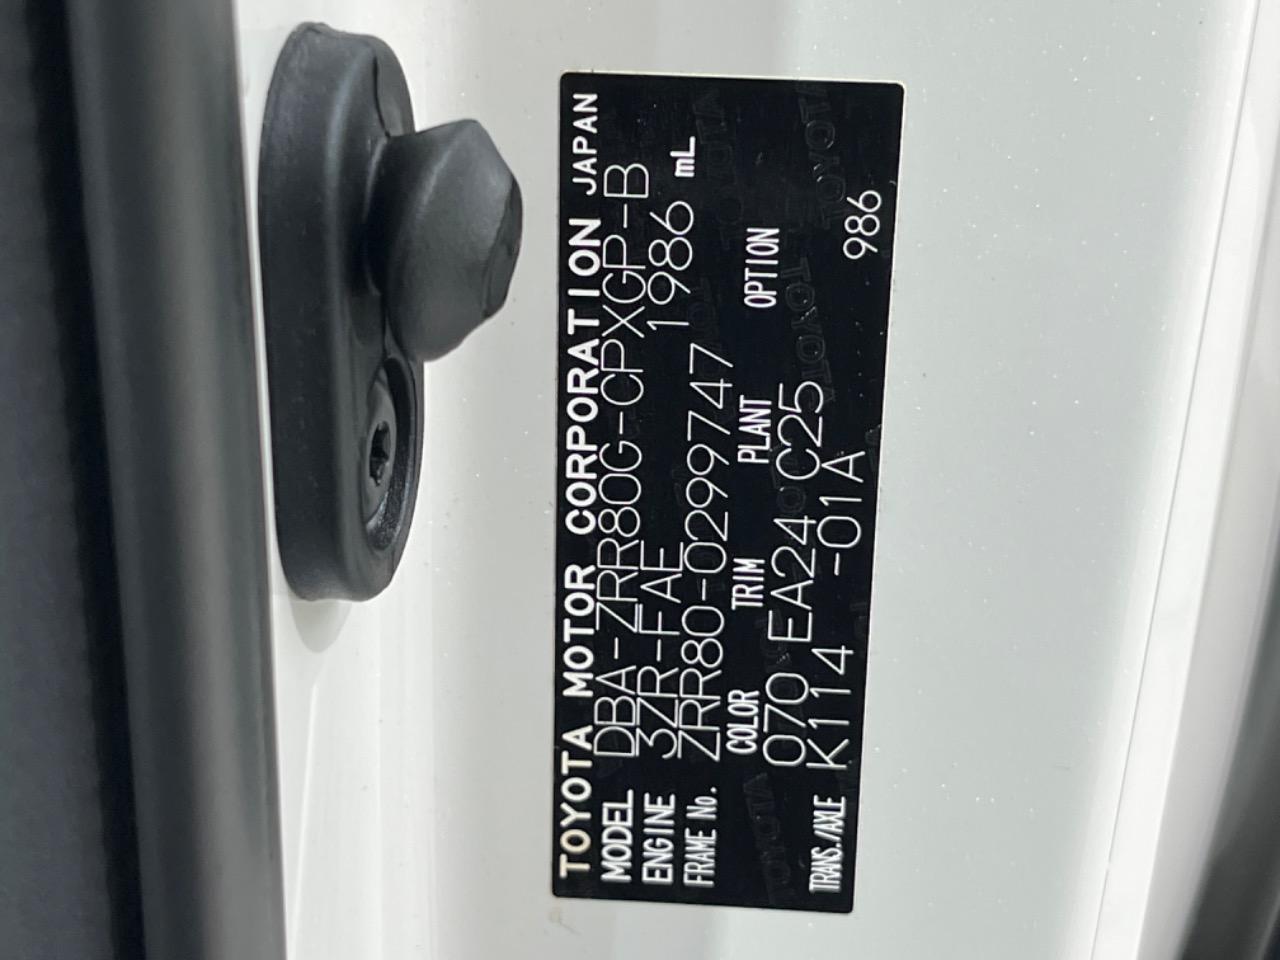 TOYOTA MOTOR CORPORATION JAPAN
MODEL DBA-ZRR80G-CPXGP-B
ENGINE 3ZR-FAE 1986 mL
FRAME No. ZRR80-0299747
COLOR TRIM PLANT OPTION
070 EA24 C25
TRANS./AXLE K114 -01A 986